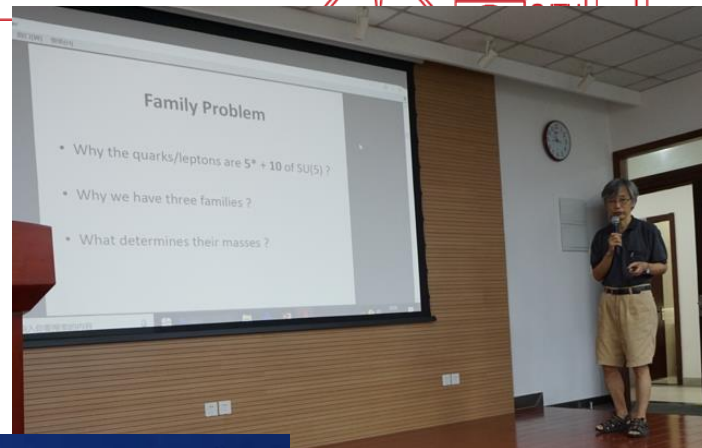 Family Problem
• Why the quarks/leptons are 5* + 10 of SU(5) ?
• Why we have three families ?
• What determines their masses ?